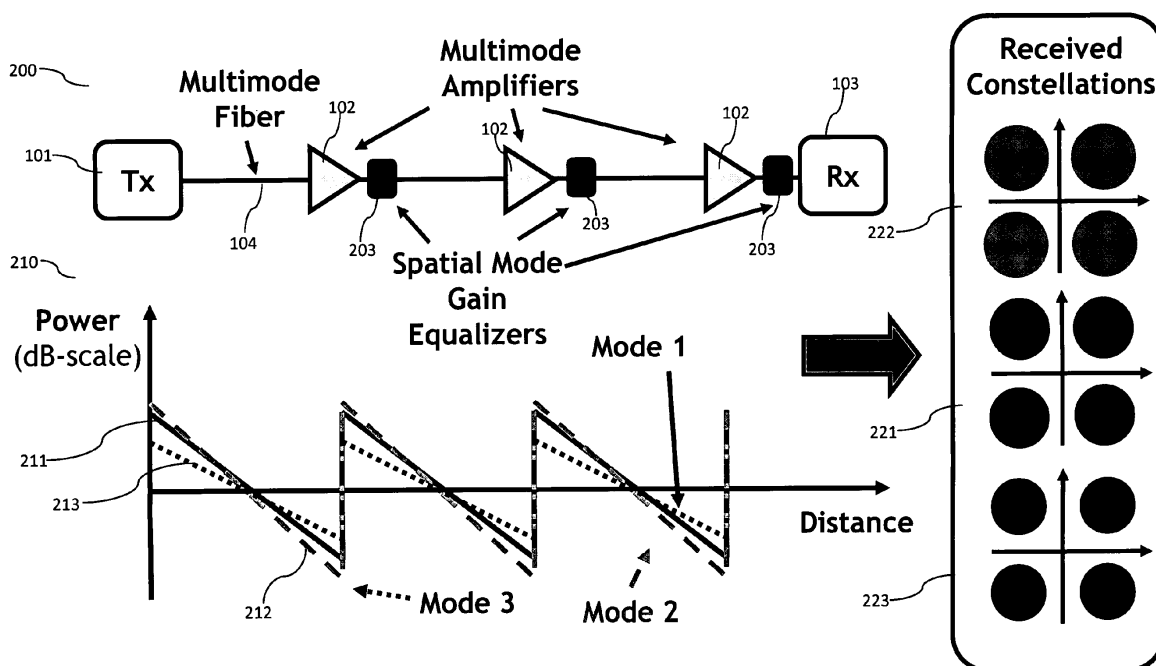 200
Multimode
Fiber
Multimode
Amplifiers
101
Tx
104
102
203
102
203
102
203
103
Rx
Spatial Mode
Gain
Equalizers
210
Power
(dB-scale)
211
213
212
Mode 1
Mode 2
Mode 3
Distance
Received
Constellations
222
221
223